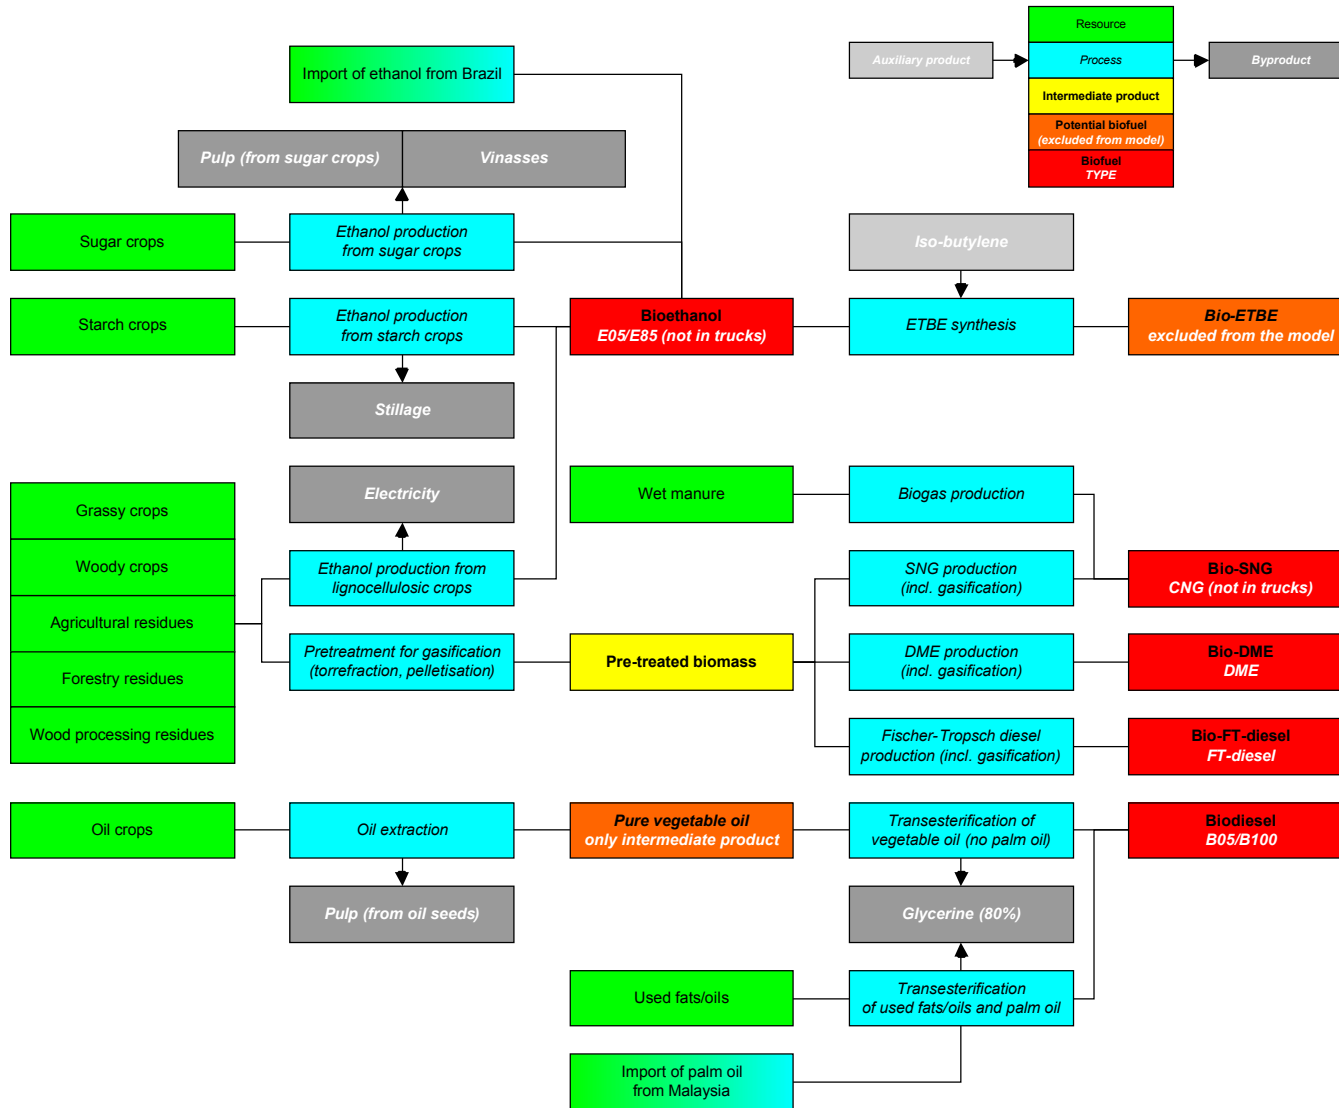 Resource
Import of ethanol from Brazil
Auxiliary product
Process
Byproduct
Intermediate product
Potential biofuel
(excluded from model)
Pulp (from sugar crops)
Vinasses
Biofuel
TYPE
Sugar crops
Ethanol production
from sugar crops
Iso-butylene
Starch crops
Ethanol production
from starch crops
Bioethanol
E05/E85 (not in trucks)
ETBE synthesis
Bio-ETBE
excluded from the model
Stillage
Electricity
Wet manure
Biogas production
Grassy crops
Woody crops
Ethanol production from
lignocellulosic crops
SNG production
(incl. gasification)
Bio-SNG
CNG (not in trucks)
Agricultural residues
Forestry residues
Pretreatment for gasification
(torrefraction, pelletisation)
Pre-treated biomass
DME production
(incl. gasification)
Bio-DME
DME
Wood processing residues
Fischer-Tropsch diesel
production (incl. gasification)
Bio-FT-diesel
FT-diesel
Oil crops
Oil extraction
Pure vegetable oil
only intermediate product
Transesterification of
vegetable oil (no palm oil)
Biodiesel
B05/B100
Pulp (from oil seeds)
Glycerine (80%)
Used fats/oils
Transesterification
of used fats/oils and palm oil
Import of palm oil
from Malaysia